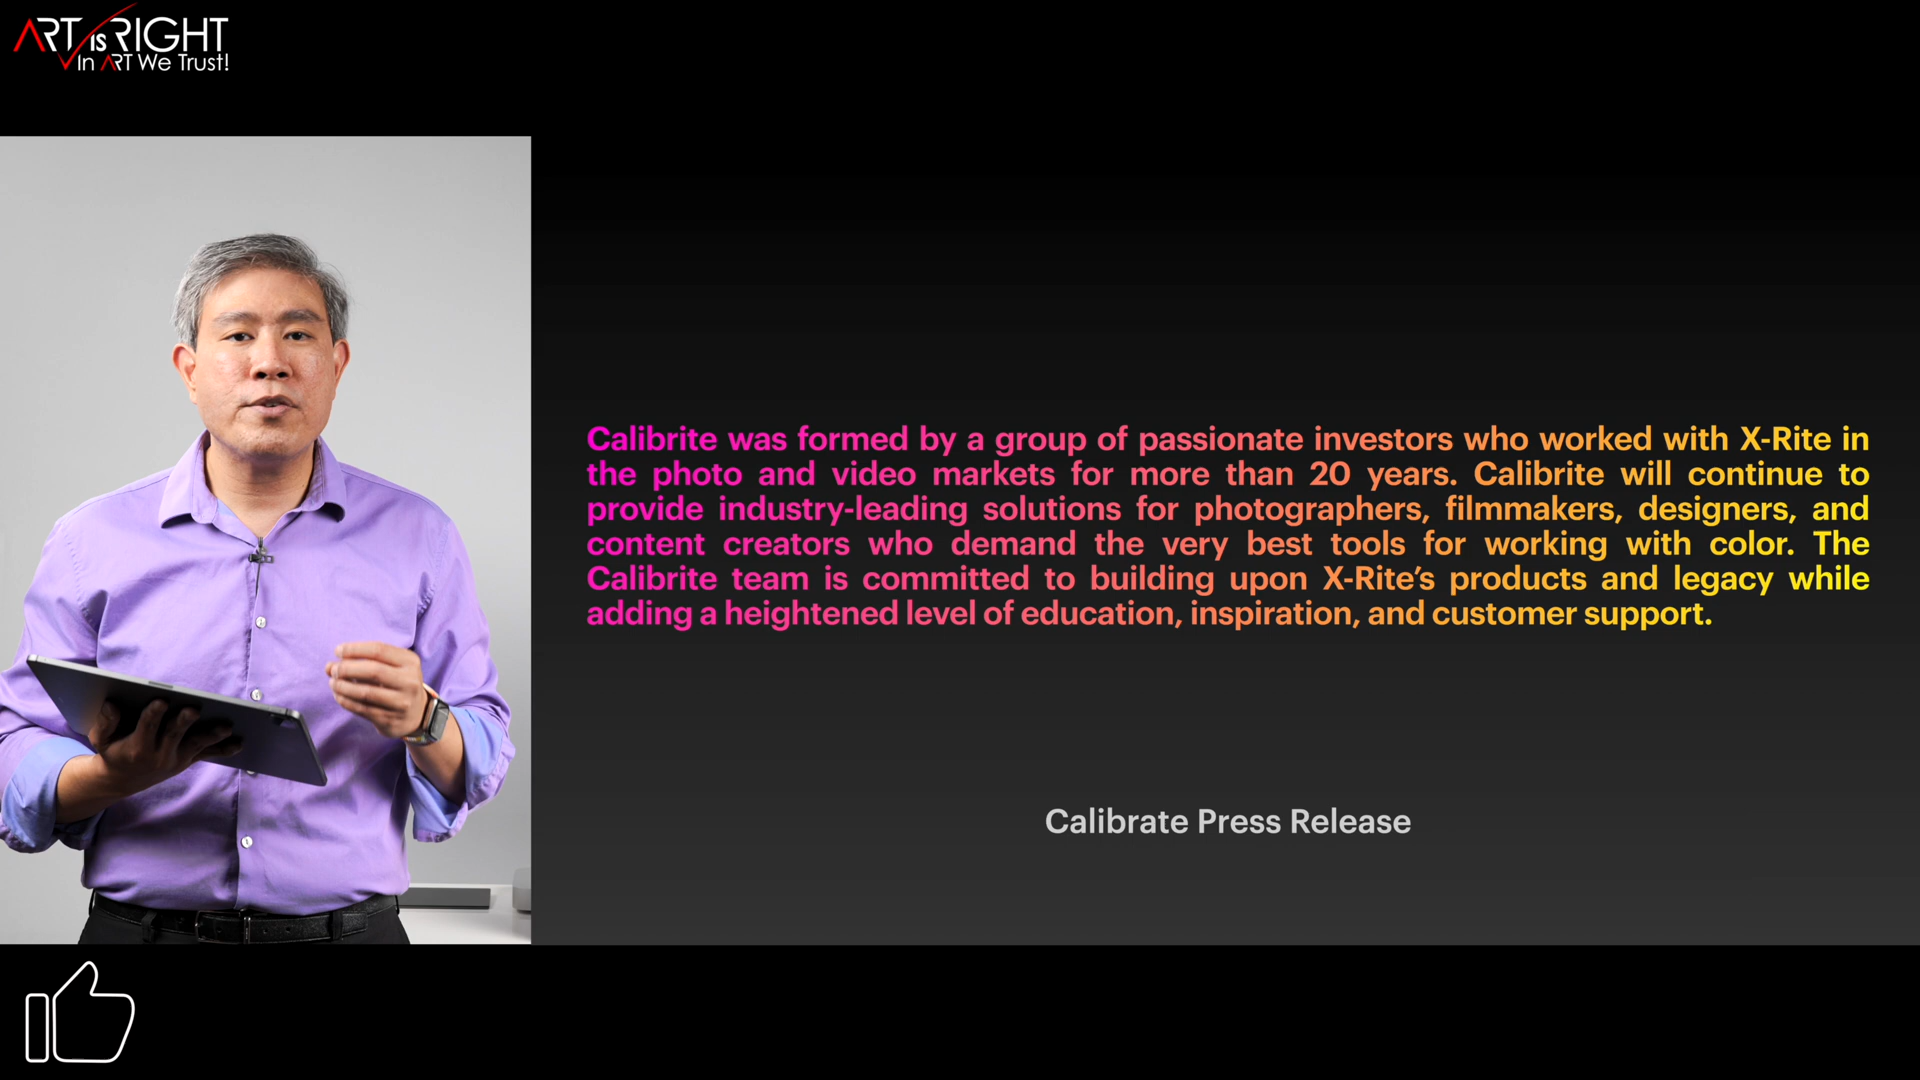 ART is RIGHT
In ART We Trust!
Calibrite was formed by a group of passionate investors who worked with X-Rite in
the photo and video markets for more than 20 years. Calibrite will continue to
provide industry-leading solutions for photographers, filmmakers, designers, and
content creators who demand the very best tools for working with color. The
Calibrite team is committed to building upon X-Rite’s products and legacy while
adding a heightened level of education, inspiration, and customer support.
Calibrate Press Release